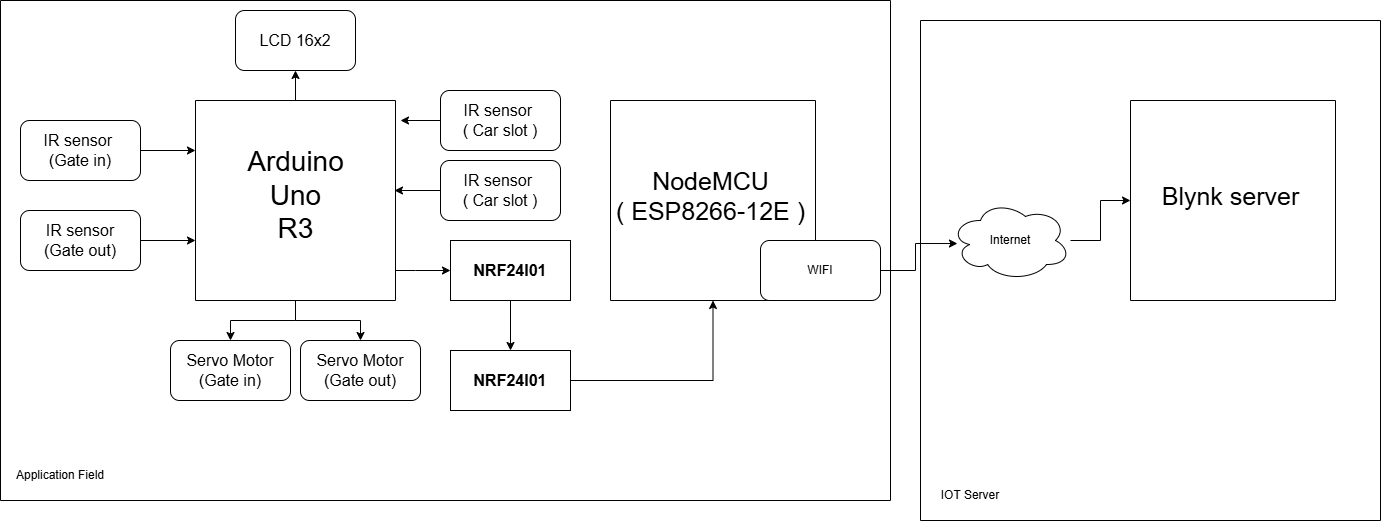 LCD 16x2
IR sensor
( Car slot )
IR sensor
(Gate in)
Arduino
Uno
R3
IR sensor
( Car slot )
NodeMCU
( ESP8266-12E )
Blynk server
IR sensor
(Gate out)
NRF24I01
WIFI
Internet
Servo Motor
(Gate in)
Servo Motor
(Gate out)
NRF24I01
Application Field
IOT Server